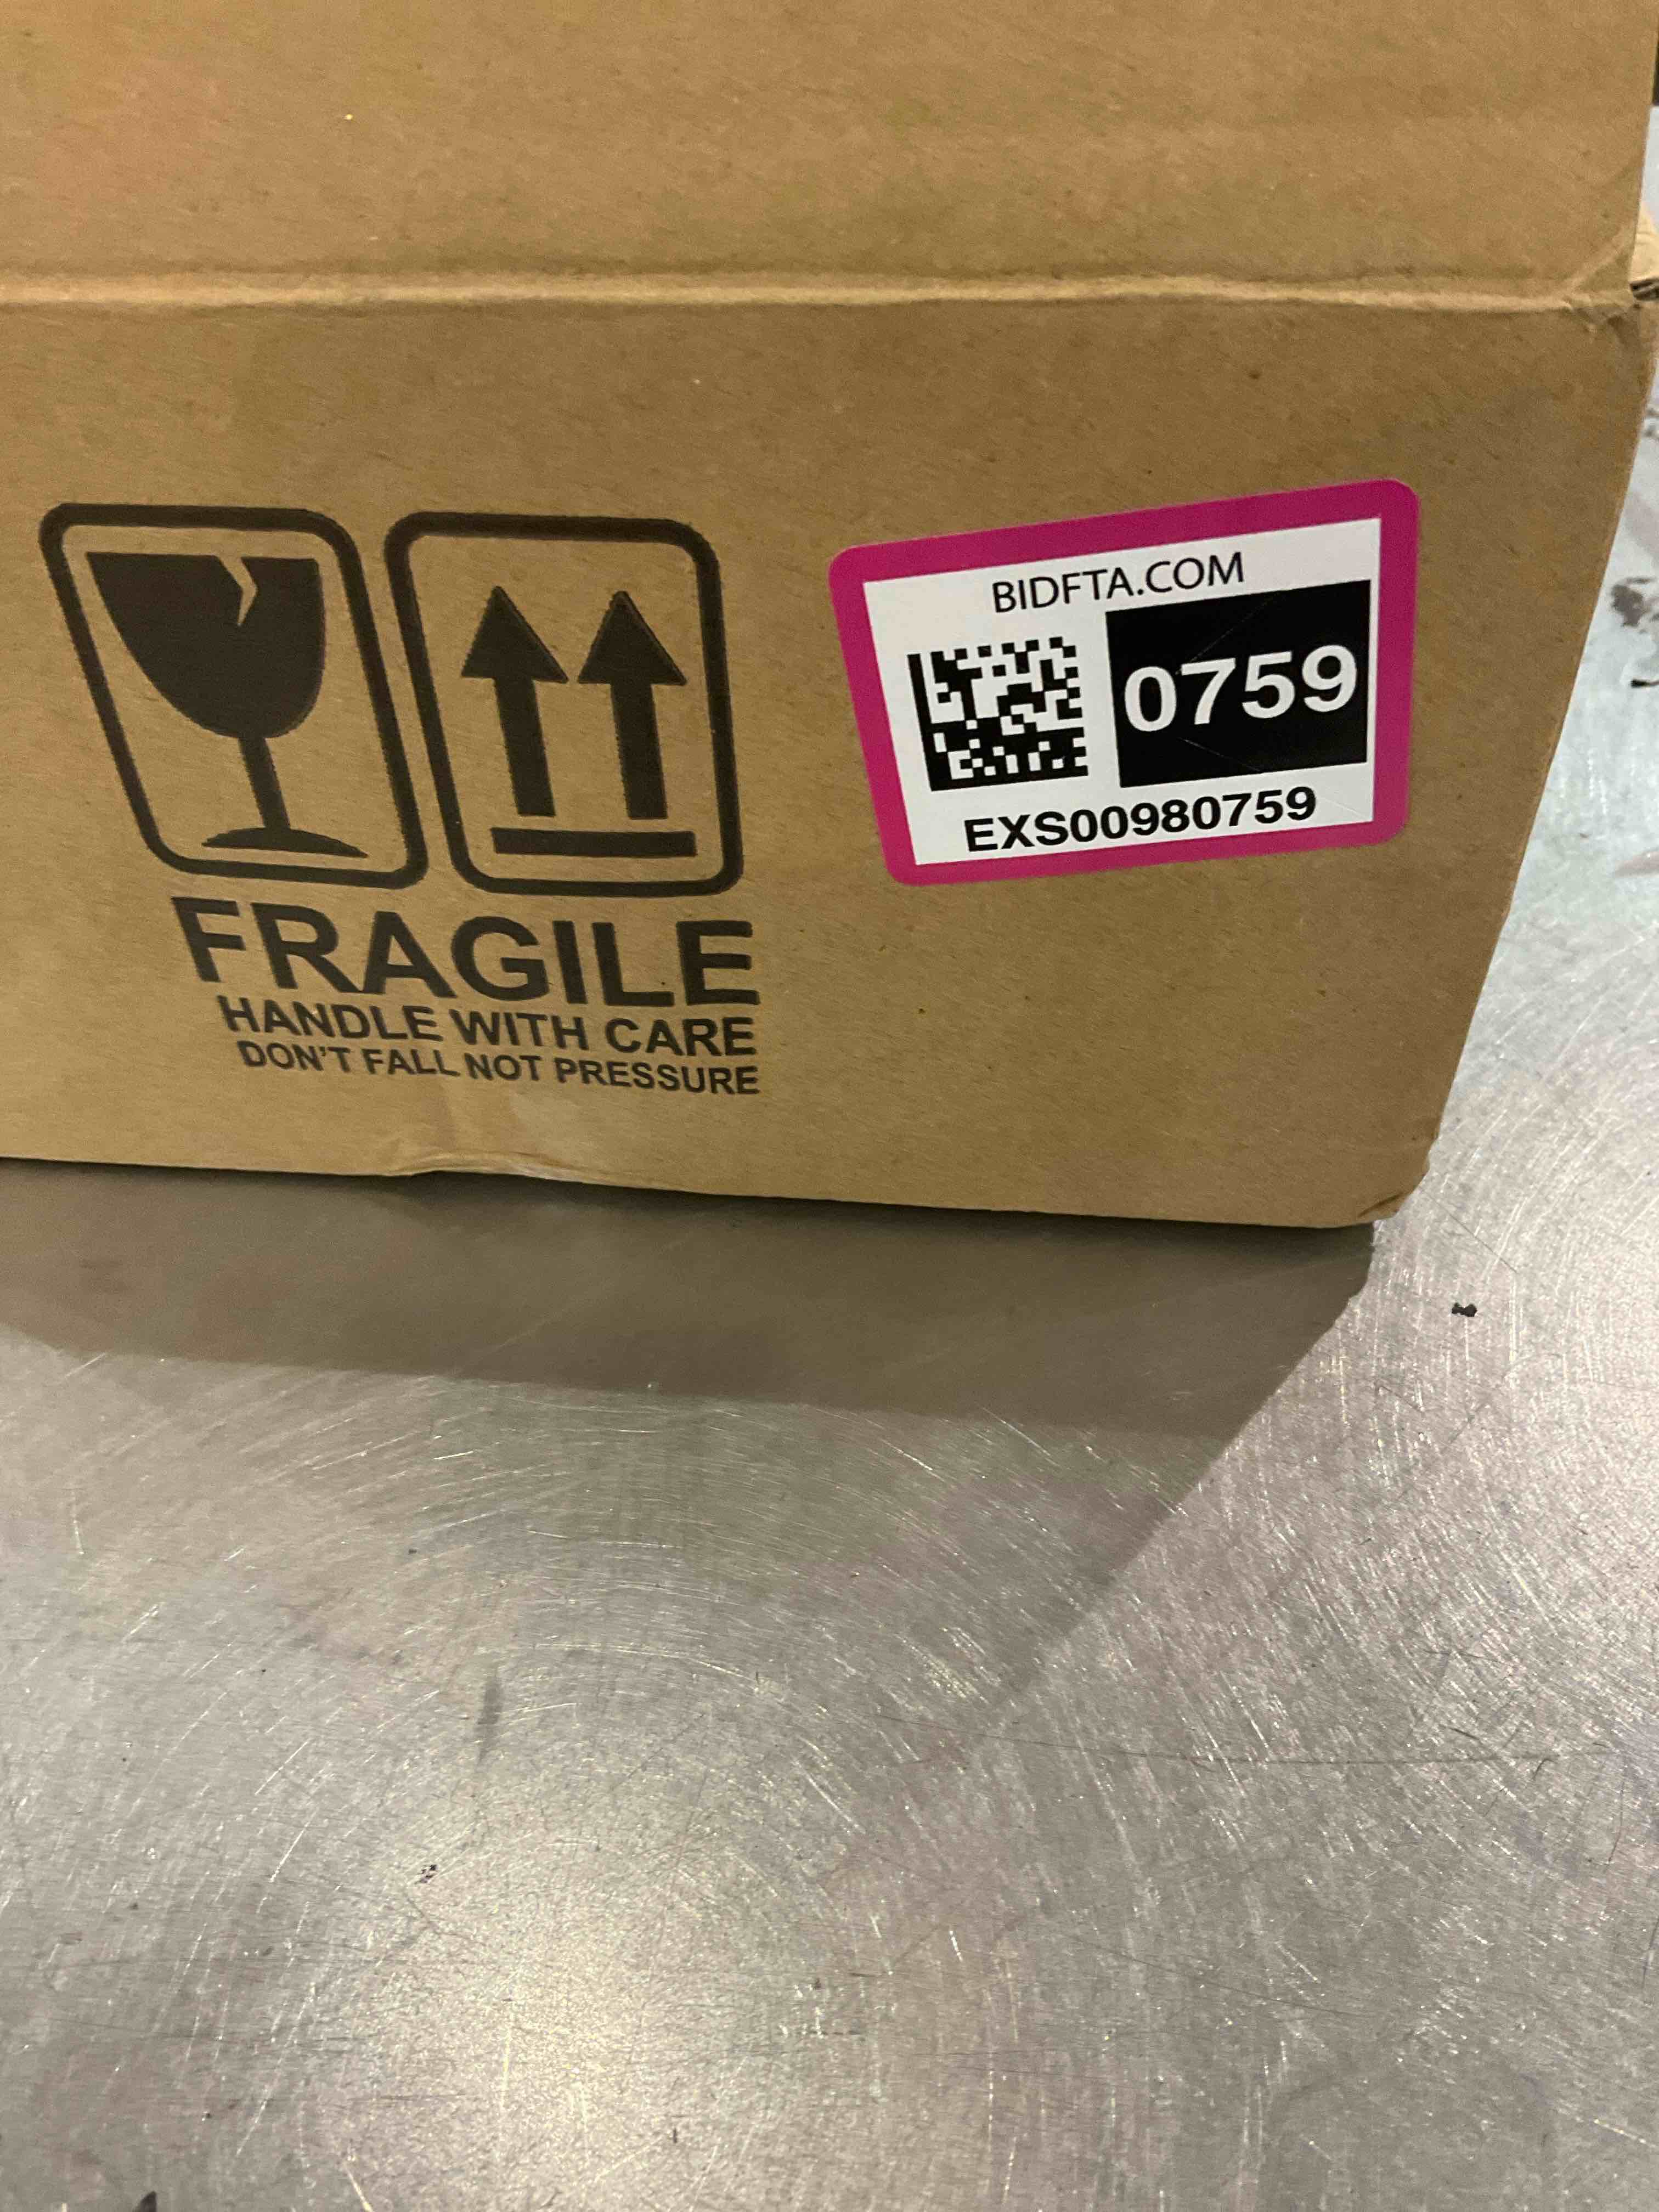 FRAGILE
HANDLE WITH CARE
DON'T FALL NOT PRESSURE
BIDFTA.COM
0759
EXS00980759